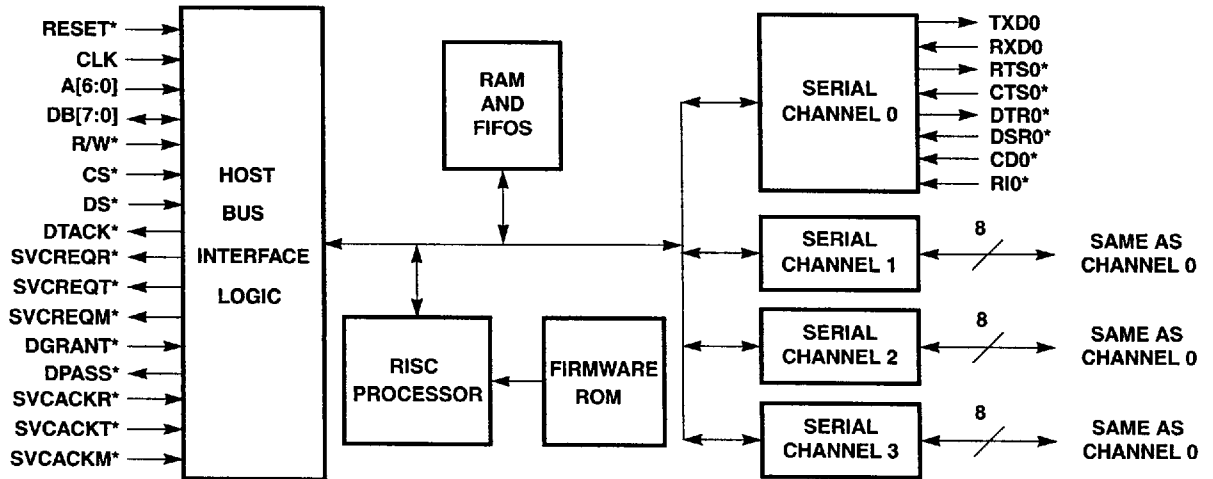 RESET*
CLK
A[6:0]
DB[7:0]
R/W*
CS*
DS*
DTACK*
SVCREQR*
SVCREQT*
SVCREQM*
DGRANT*
DPASS*
SVCACKR*
SVCACKT*
SVCACKM*
HOST
BUS
INTERFACE
LOGIC
RAM
AND
FIFOS
RISC
PROCESSOR
FIRMWARE
ROM
SERIAL
CHANNEL 0
TXD0
RXD0
RTS0*
CTS0*
DTR0*
DSR0*
CD0*
RI0*
SERIAL
CHANNEL 1
8
SAME AS
CHANNEL 0
SERIAL
CHANNEL 2
8
SAME AS
CHANNEL 0
SERIAL
CHANNEL 3
8
SAME AS
CHANNEL 0